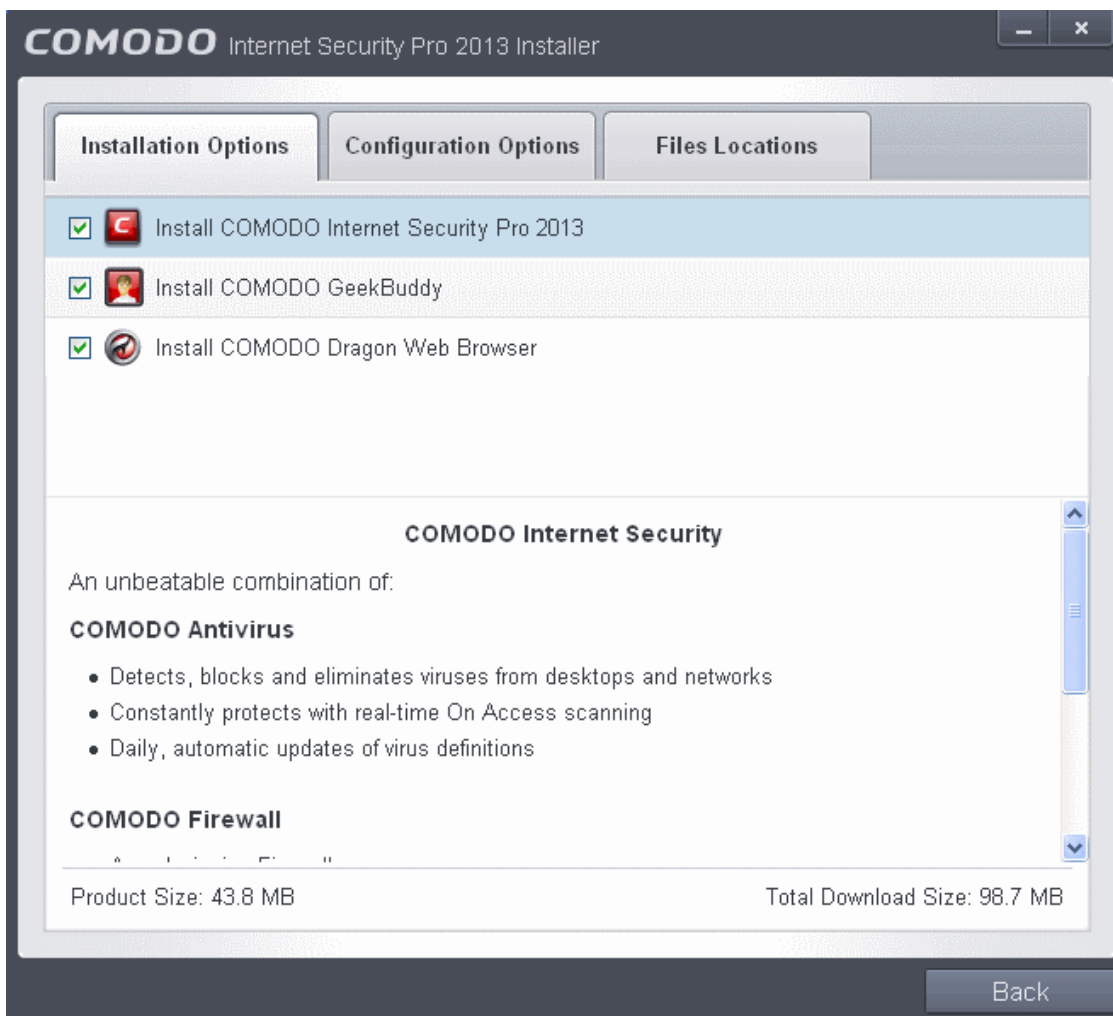 COMODO Internet Security Pro 2013 Installer
Installation Options
Configuration Options
Files Locations
Install COMODO Internet Security Pro 2013
Install COMODO GeekBuddy
Install COMODO Dragon Web Browser
COMODO Internet Security
An unbeatable combination of:
COMODO Antivirus
• Detects, blocks and eliminates viruses from desktops and networks
• Constantly protects with real-time On Access scanning
• Daily, automatic updates of virus definitions
COMODO Firewall
Product Size: 43.8 MB
Total Download Size: 98.7 MB
Back